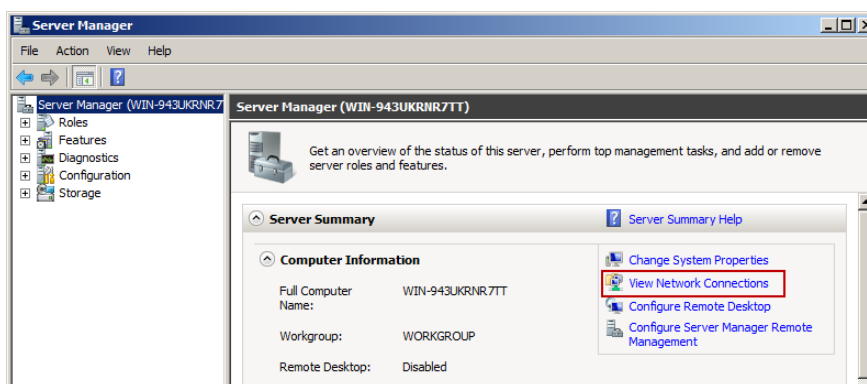 Server Manager
File Action View Help
Server Manager (WIN-943UKRNR7
Roles
Features
Diagnostics
Configuration
Storage
Server Manager (WIN-943UKRNR7TT)
Get an overview of the status of this server, perform top management tasks, and add or remove
server roles and features.
Server Summary
Server Summary Help
Computer Information
Full Computer
Name:
WIN-943UKRNR7TT
Workgroup:
WORKGROUP
Remote Desktop:
Disabled
Change System Properties
View Network Connections
Configure Remote Desktop
Configure Server Manager Remote
Management